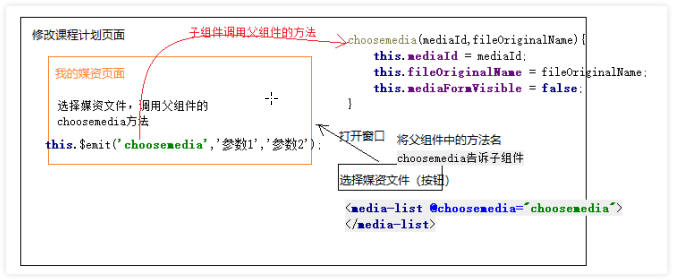 修改课程计划页面
子组件调用父组件的方法
choosemedia(mediaId,fileOriginalName){
this.mediaId = mediaId;
this.fileOriginalName = fileOriginalName;
this.mediaFormVisible = false;
}
我的媒资页面
选择媒资文件，调用父组件的
choosemedia方法
this.$emit('choosemedia','参数1','参数2');
打开窗口
将父组件中的方法名
choosemedia告诉子组件
选择媒资文件（按钮）
<media-list @choosemedia="choosemedia">
</media-list>